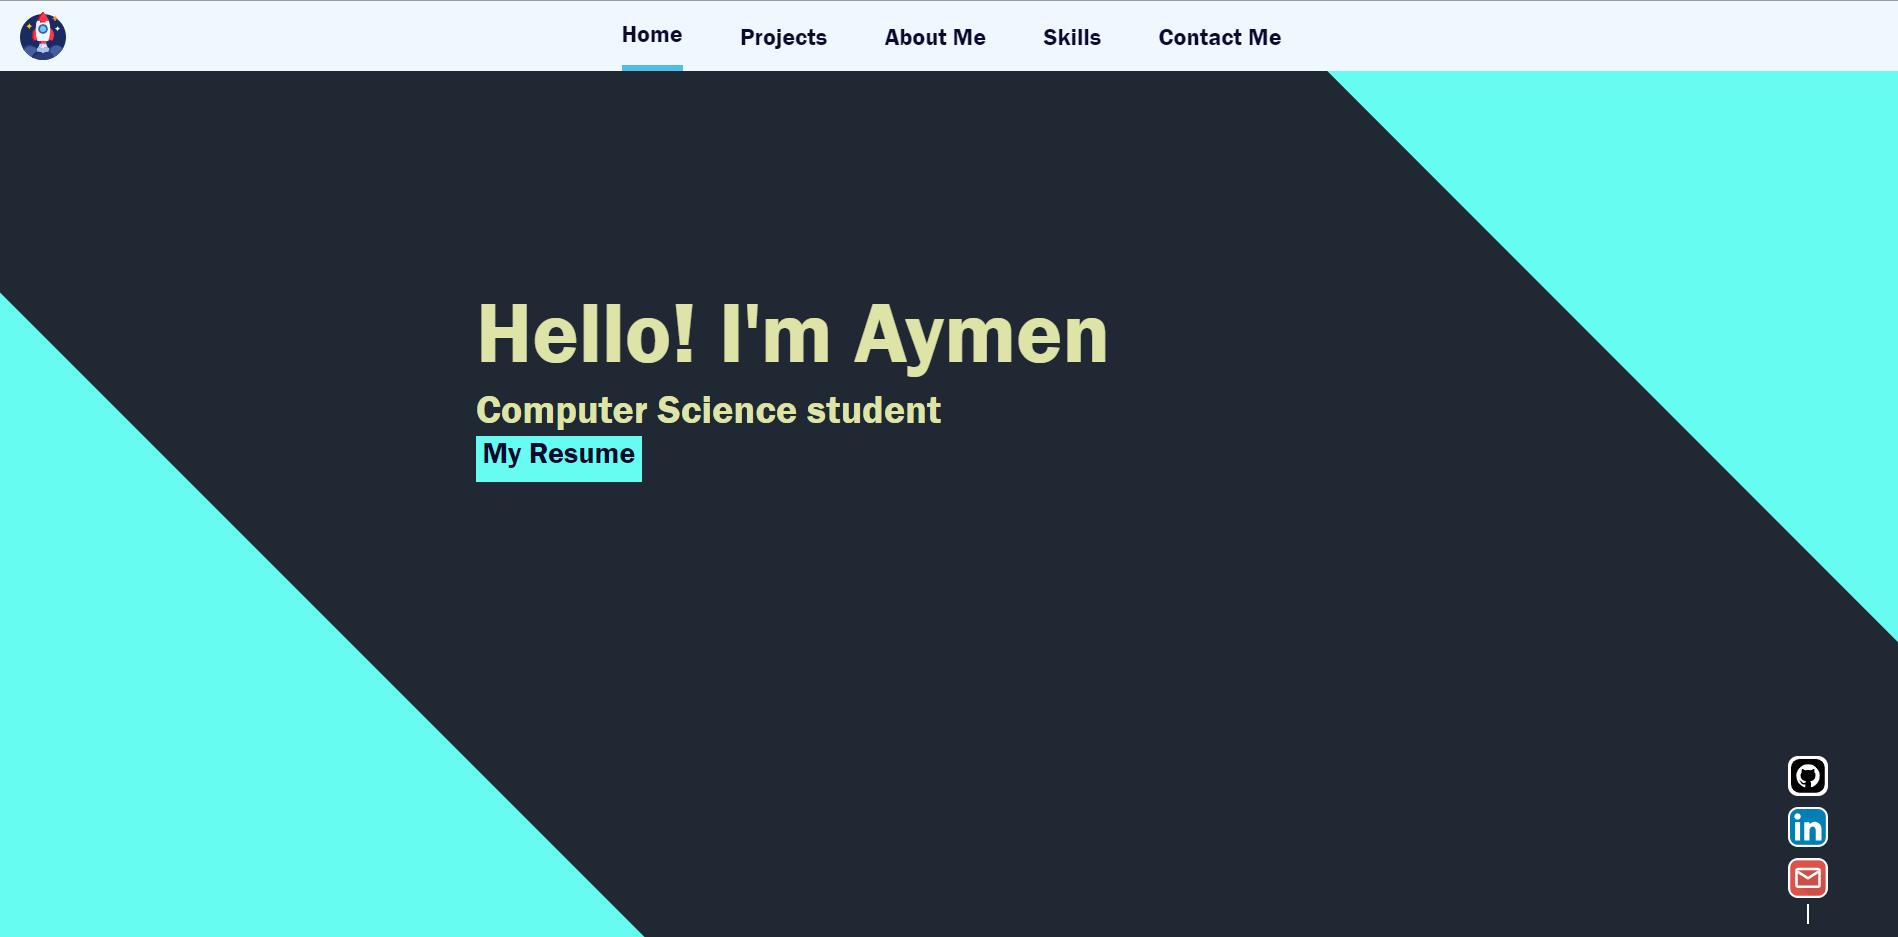 Home
Projects
About Me
Skills
Contact Me
Hello! I'm Aymen
Computer Science student
My Resume
in